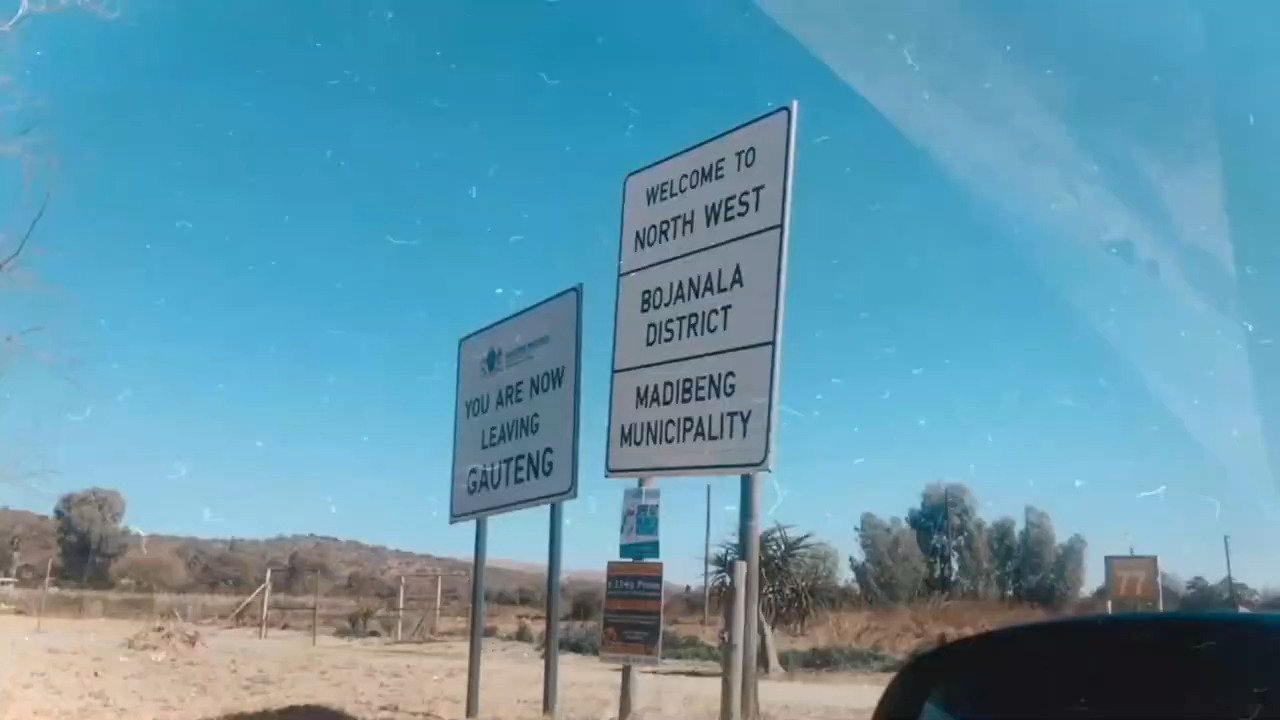 YOU ARE NOW
LEAVING
GAUTENG
WELCOME TO
NORTH WEST
BOJANALA
DISTRICT
MADIBENG
MUNICIPALITY
77